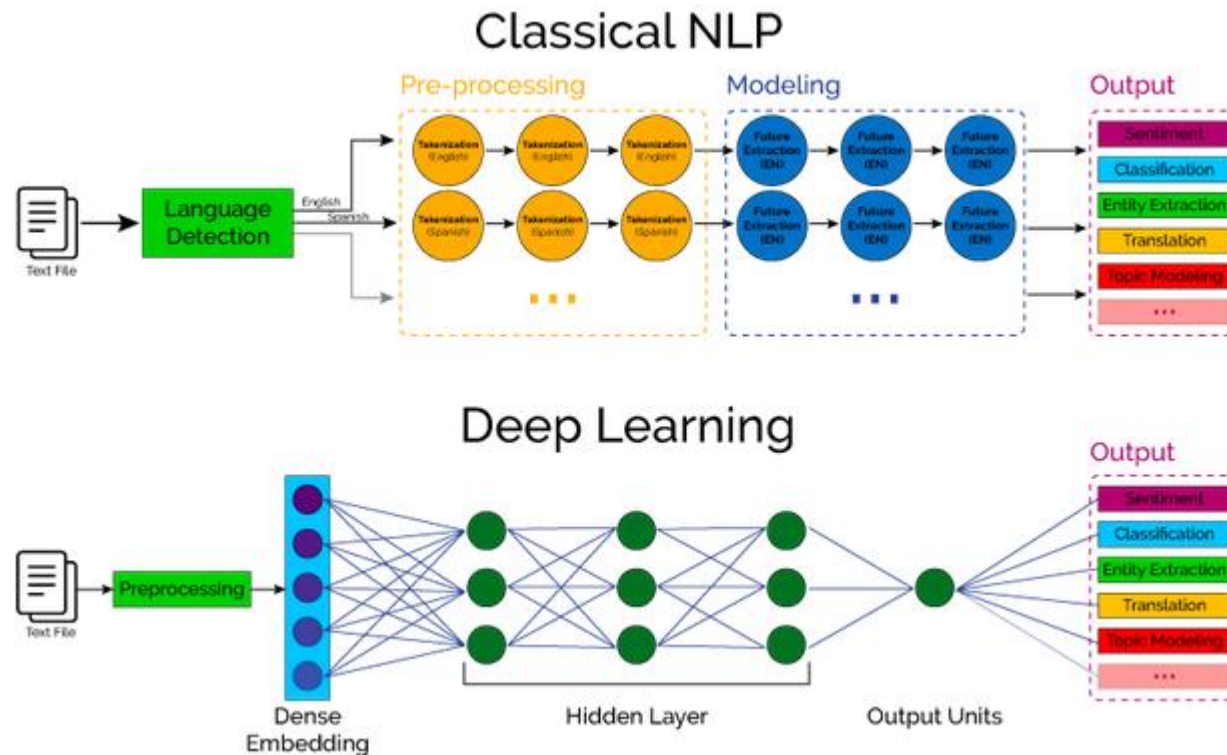 Classical NLP
Pre-processing
Modeling
Output
Text File
Language
Detection
English
Spanish
Takenization
(English)
Takenization
(English)
Takenization
(English)
Future
Extraction
(EN)
Future
Extraction
(EN)
Future
Extraction
(EN)
Takenization
(Spanish)
Takenization
(Spanish)
Takenization
(Spanish)
Future
Extraction
(EN)
Future
Extraction
(EN)
Future
Extraction
(EN)
...
...
Sentiment
Classification
Entity Extraction
Translation
Topic Modeling
...
Deep Learning
Output
Text File
Preprocessing
Dense
Embedding
Hidden Layer
Output Units
Sentiment
Classification
Entity Extraction
Translation
Topic Modeling
...